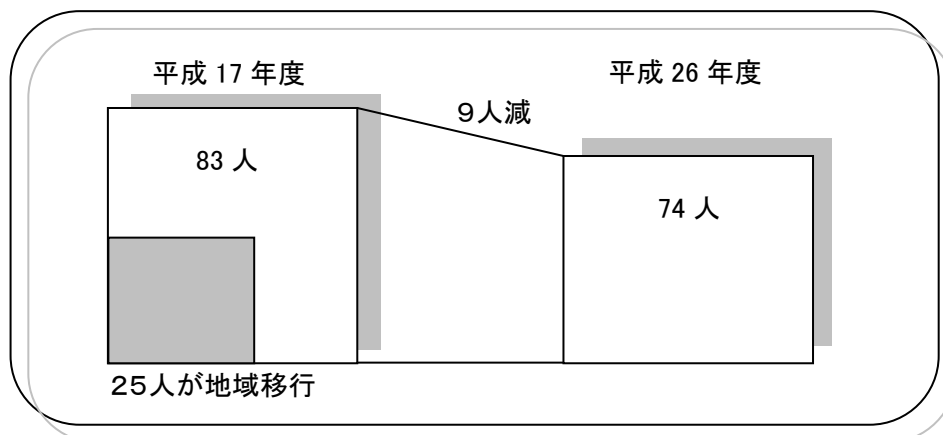 平成 17 年度
平成 26 年度
９人減
83 人
74 人
２５人が地域移行